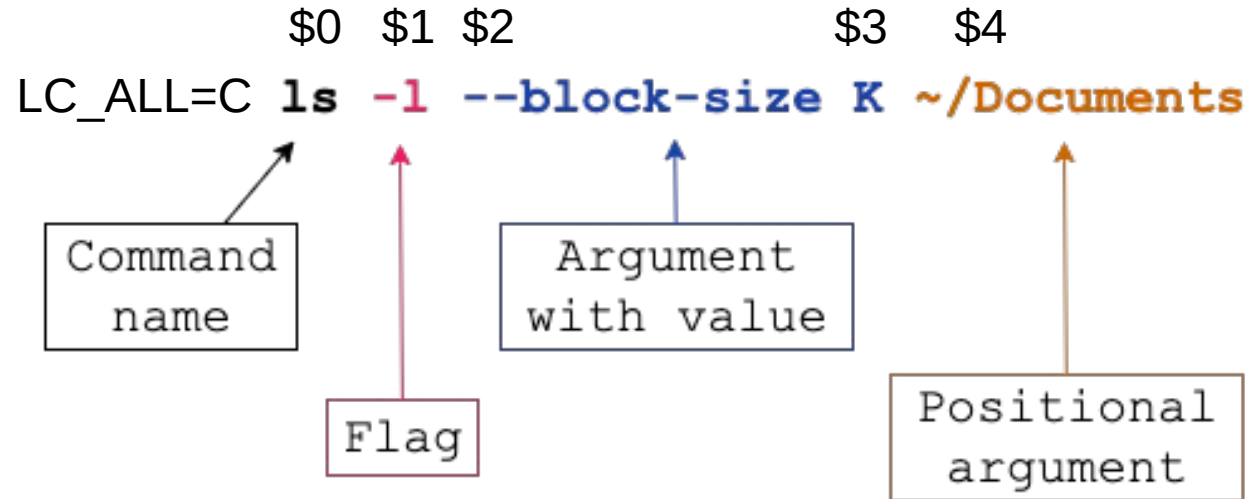 $0 $1 $2 $3 $4
LC_ALL=C ls -l --block-size K ~/Documents
Command
name
Argument
with value
Flag
Positional
argument